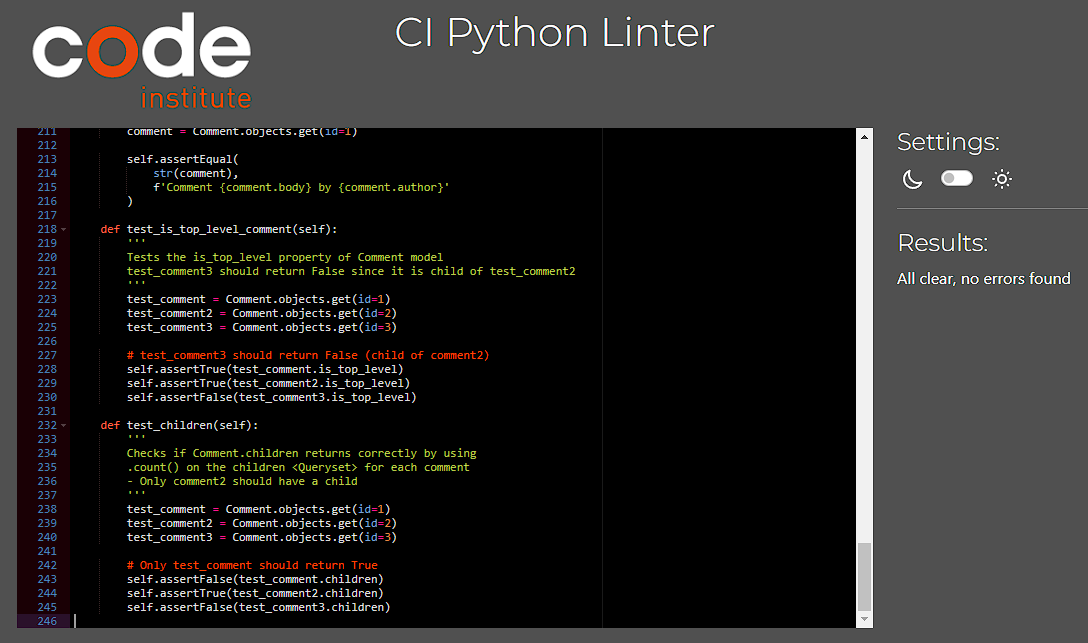 code
institute
CI Python Linter
211 comment = Comment.objects.get(id=1)
212
213 self.assertEqual(
214 str(comment),
215 f'Comment {comment.body} by {comment.author}'
216 )
217
218 def test_is_top_level_comment(self):
219 '''
220 Tests the is_top_level property of Comment model
221 test_comment3 should return False since it is child of test_comment2
222 '''
223 test_comment = Comment.objects.get(id=1)
224 test_comment2 = Comment.objects.get(id=2)
225 test_comment3 = Comment.objects.get(id=3)
226
227 # test_comment3 should return False (child of comment2)
228 self.assertTrue(test_comment.is_top_level)
229 self.assertTrue(test_comment2.is_top_level)
230 self.assertFalse(test_comment3.is_top_level)
231
232 def test_children(self):
233 '''
234 Checks if Comment.children returns correctly by using
235 .count() on the children <Queryset> for each comment
236 - Only comment2 should have a child
237 '''
238 test_comment = Comment.objects.get(id=1)
239 test_comment2 = Comment.objects.get(id=2)
240 test_comment3 = Comment.objects.get(id=3)
241
242 # Only test_comment should return True
243 self.assertFalse(test_comment.children)
244 self.assertTrue(test_comment2.children)
245 self.assertFalse(test_comment3.children)
246
Settings:
Results:
All clear, no errors found